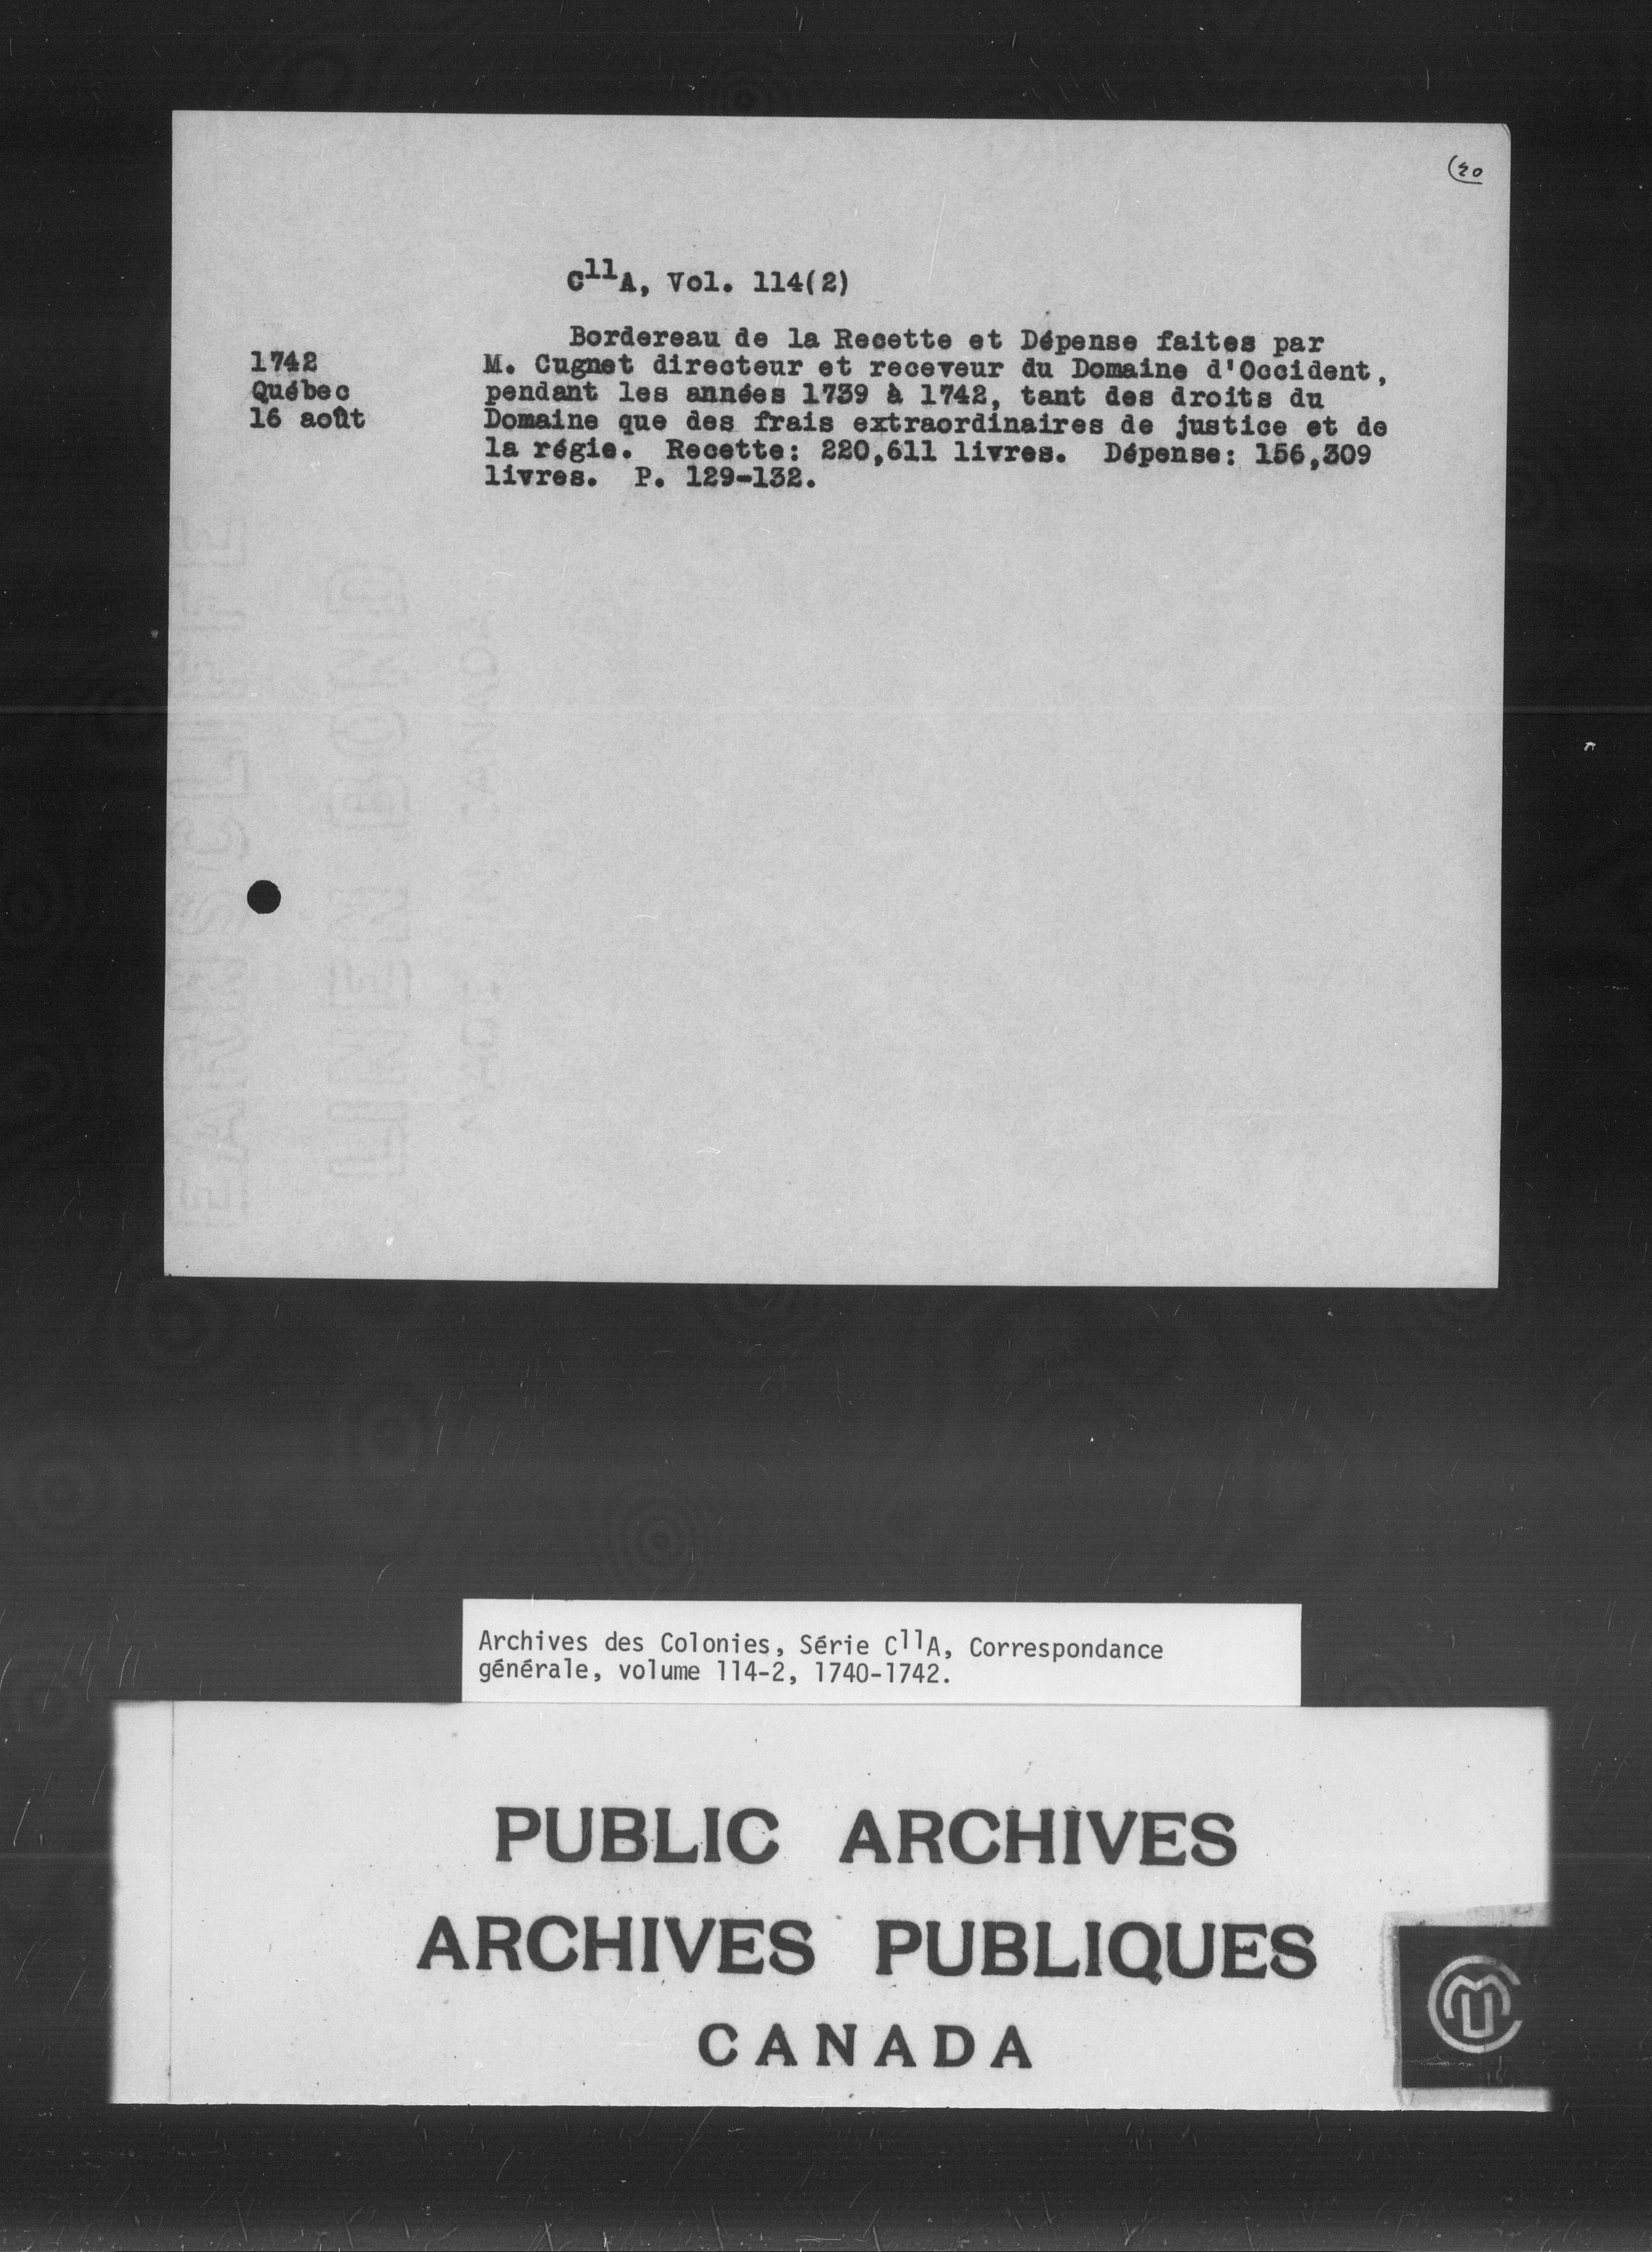 (20
C11A, Vol. 114(2)
1742
Québec
16 août
Bordereau de la Recette et Dépense faites par
M. Cugnet directeur et receveur du Domaine d'Occident,
pendant les années 1739 à 1742, tant des droits du
Domaine que des frais extraordinaires de justice et de
la régie. Recette: 220,611 livres. Dépense: 156,309
livres. P. 129-132.
Archives des Colonies, Série C11A, Correspondance
générale, volume 114-2, 1740-1742.
PUBLIC ARCHIVES
ARCHIVES PUBLIQUES
CANADA